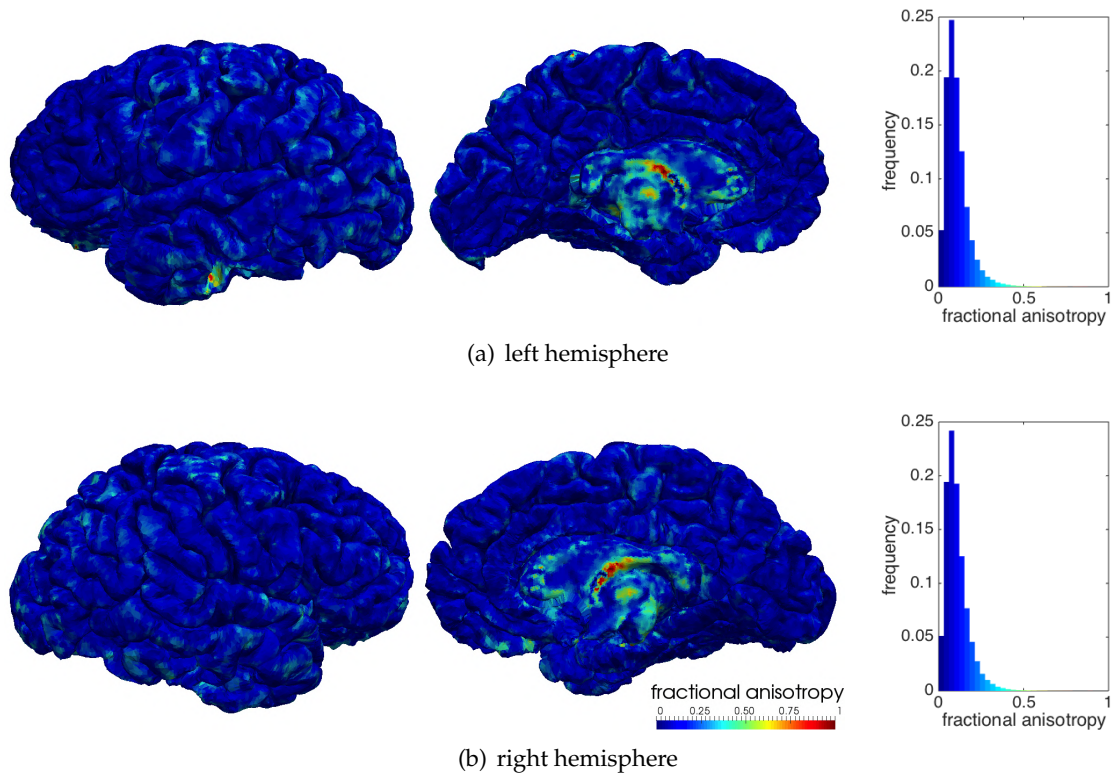 0.25
0.2
0.15
0.1
0.05
0
frequency
0 0.5 1
fractional anisotropy
(a) left hemisphere
0.25
0.2
0.15
0.1
0.05
0
frequency
0 0.5 1
fractional anisotropy
fractional anisotropy
0 0.25 0.50 0.75 1
(b) right hemisphere